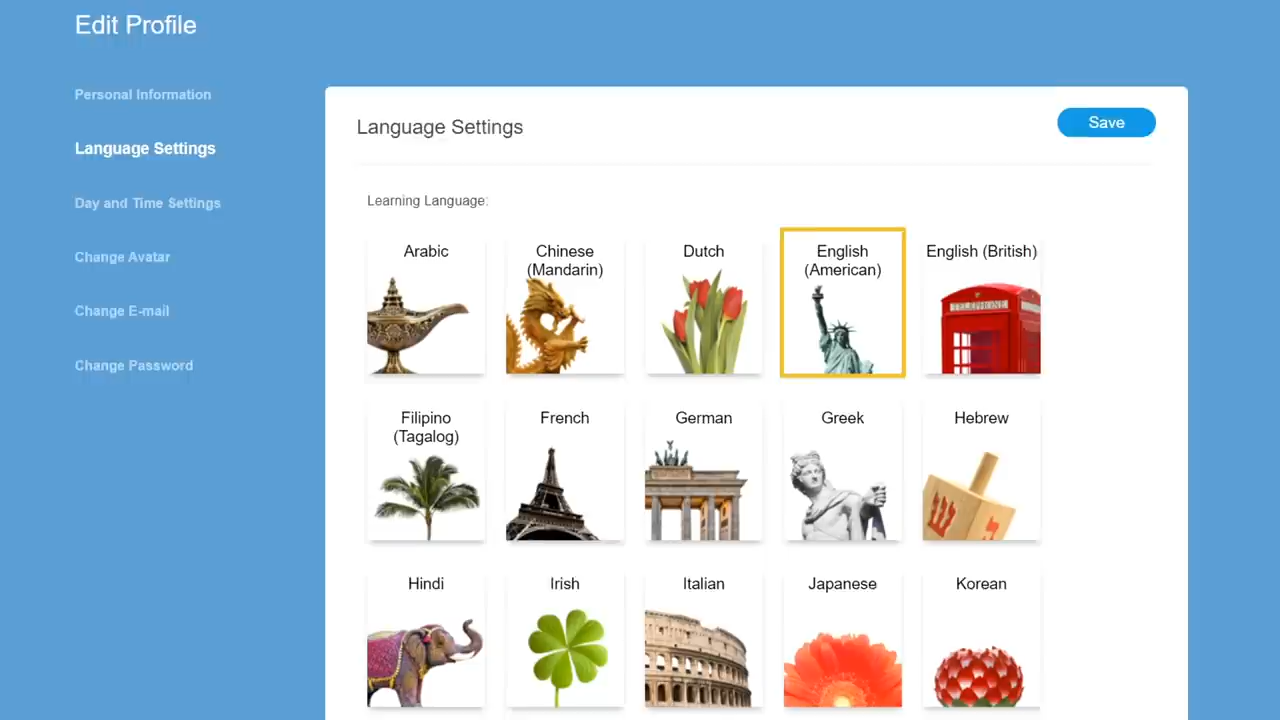 Edit Profile
Personal Information
Language Settings
Day and Time Settings
Change Avatar
Change E-mail
Change Password
Language Settings
Save
Learning Language:
Arabic
Chinese
(Mandarin)
Dutch
English
(American)
English (British)
TELEPHONE
Filipino
(Tagalog)
French
German
Greek
Hebrew
ש
Hindi
Irish
Italian
Japanese
Korean